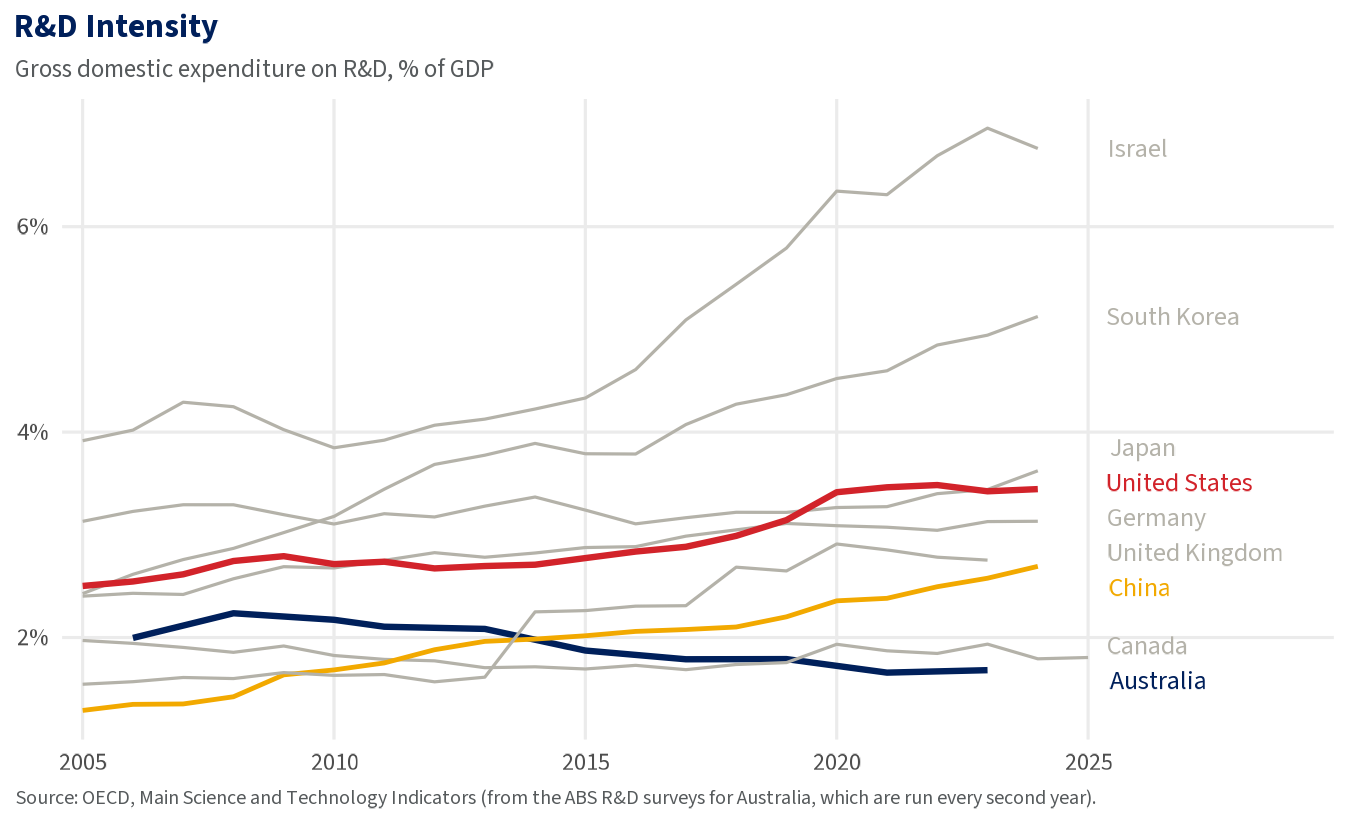 R&D Intensity
Gross domestic expenditure on R&D, % of GDP
Israel
6%
South Korea
4%
Japan
United States
Germany
United Kingdom
China
2%
Canada
Australia
2005 2010 2015 2020 2025
Source: OECD, Main Science and Technology Indicators (from the ABS R&D surveys for Australia, which are run every second year).